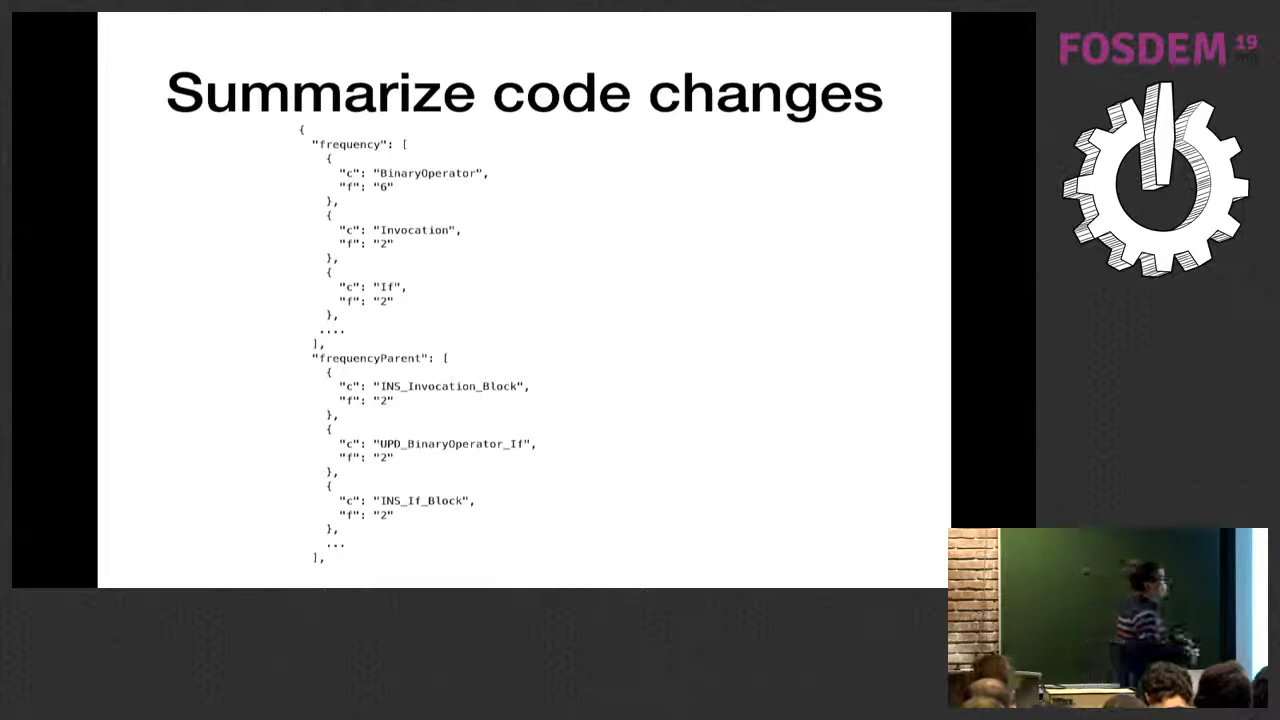 Summarize code changes
{
"frequency": [
{
"c": "BinaryOperator",
"f": "6"
},
{
"c": "Invocation",
"f": "2"
},
{
"c": "If",
"f": "2"
},
....
],
"frequencyParent": [
{
"c": "INS_Invocation_Block",
"f": "2"
},
{
"c": "UPD_BinaryOperator_If",
"f": "2"
},
{
"c": "INS_If_Block",
"f": "2"
},
...
],
FOSDEM 19